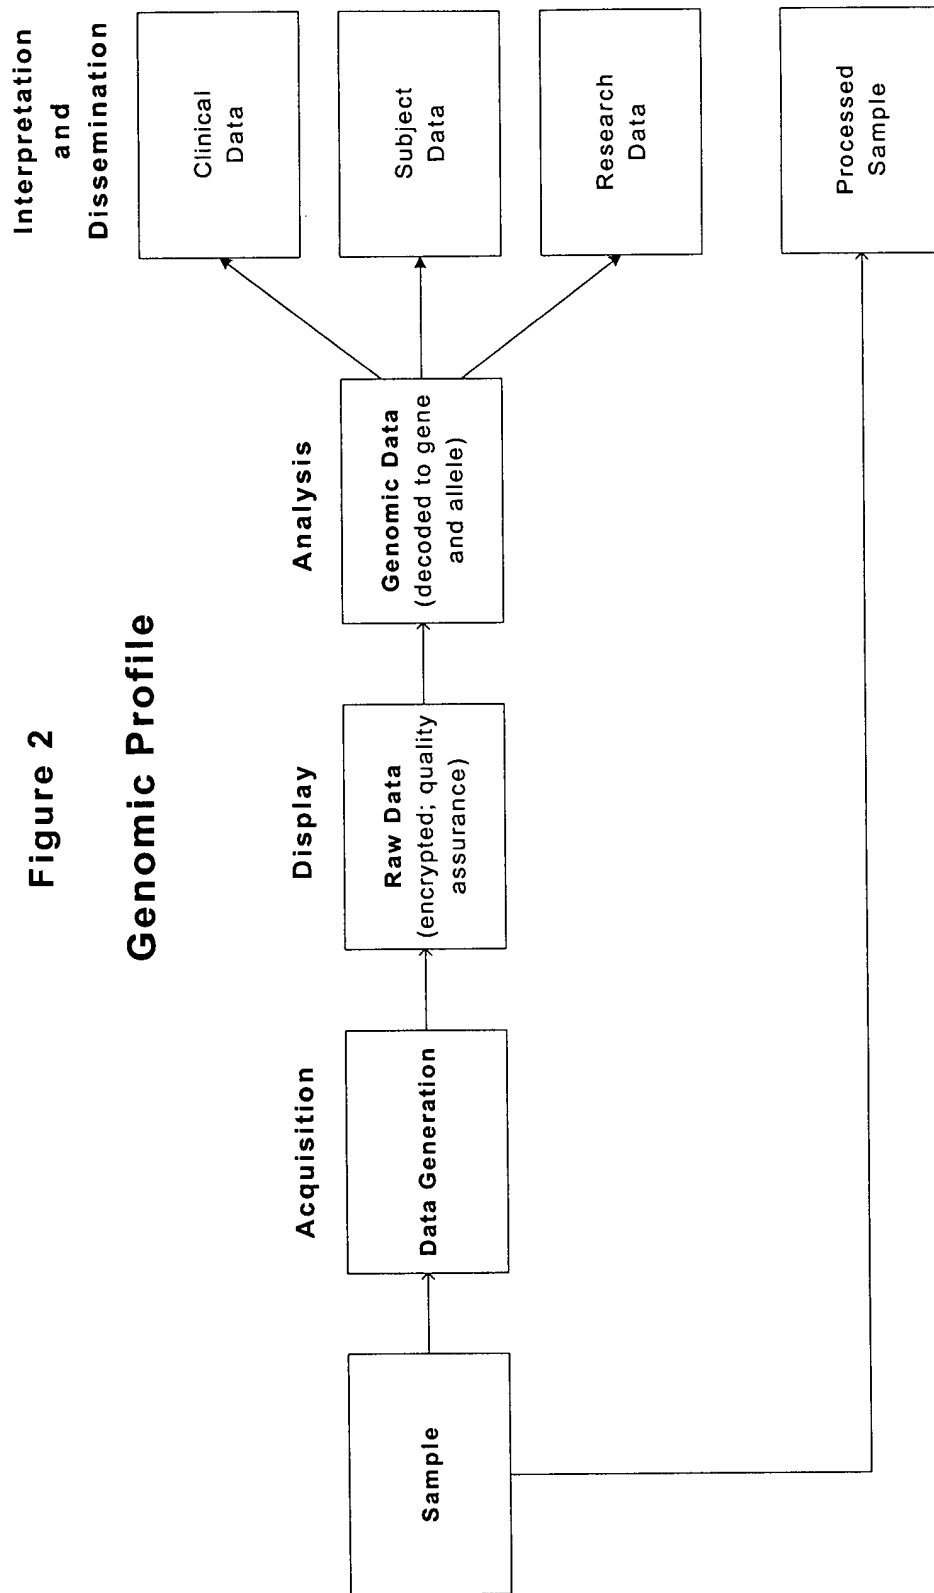 Figure 2
Genomic Profile
Acquisition
Display
Analysis
Interpretation
and
Dissemination
Sample
Data Generation
Raw Data
(encrypted; quality
assurance)
Genomic Data
(decoded to gene
and allele)
Clinical
Data
Subject
Data
Research
Data
Processed
Sample